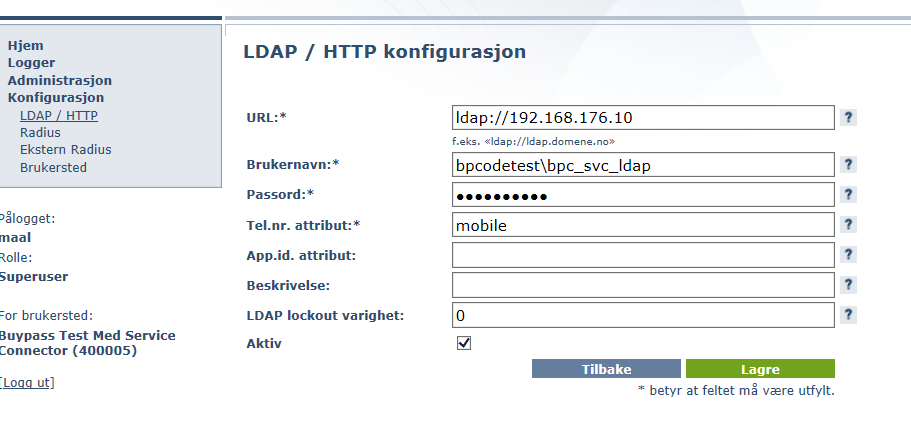 LDAP / HTTP konfigurasjon
Hjem
Logger
Administrasjon
Konfigurasjon
LDAP / HTTP
Radius
Ekstern Radius
Brukersted
Pålogget:
maal
Rolle:
Superuser
For brukersted:
Buypass Test Med Service
Connector (400005)
[Logg ut]
URL:* ldap://192.168.176.10 ?
f.eks. «ldap://ldap.domene.no»
Brukernavn:* bpcodetest\bpc_svc_ldap ?
Passord:* ●●●●●●●●●● ?
Tel.nr. attribut:* mobile ?
App.id. attribut: ?
Beskrivelse: ?
LDAP lockout varighet: 0 ?
Aktiv
Tilbake Lagre
* betyr at feltet må være utfylt.